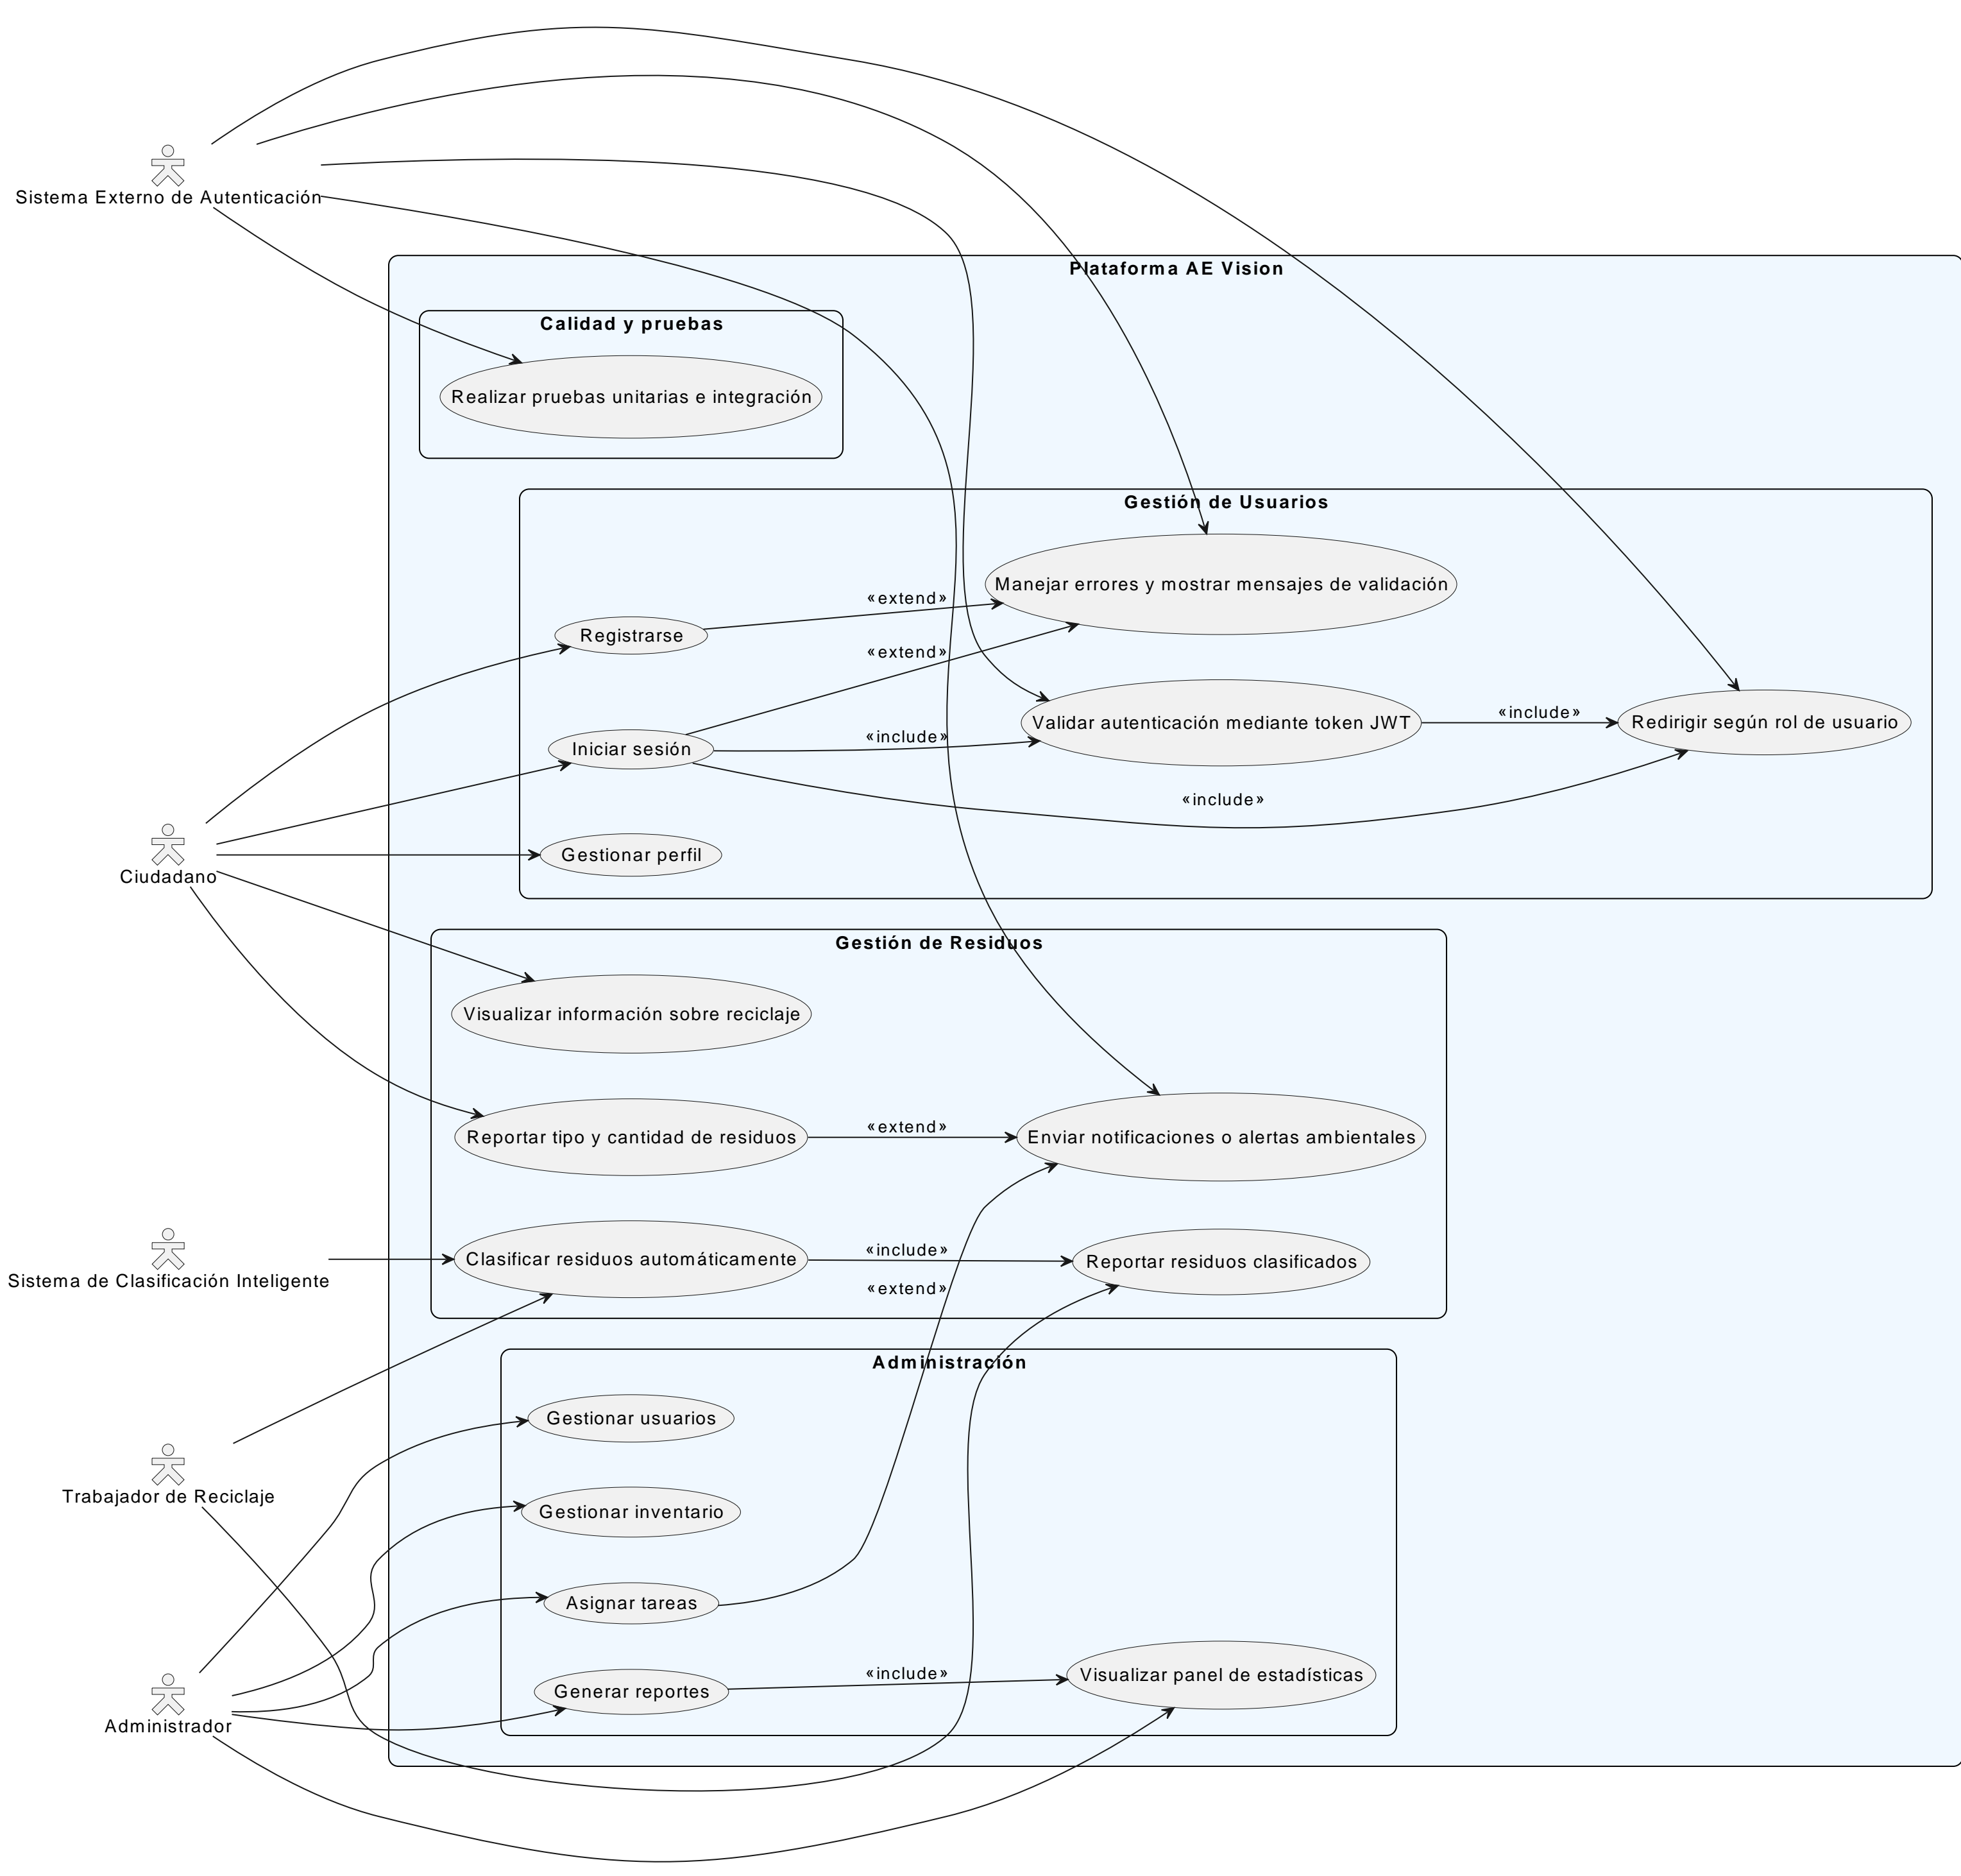 Sistema Externo de Autenticación
Plataforma AE Vision
Calidad y pruebas
Realizar pruebas unitarias e integración
Gestión de Usuarios
Manejar errores y mostrar mensajes de validación
«extend»
Registrarse
«extend»
Validar autenticación mediante token JWT
«include»
Redirigir según rol de usuario
«include»
Iniciar sesión
«include»
Gestionar perfil
Ciudadano
Gestión de Residuos
Visualizar información sobre reciclaje
Reportar tipo y cantidad de residuos
«extend»
Enviar notificaciones o alertas ambientales
Sistema de Clasificación Inteligente
Clasificar residuos automáticamente
«include»
Reportar residuos clasificados
«extend»
Administración
Gestionar usuarios
Trabajador de Reciclaje
Gestionar inventario
Asignar tareas
Generar reportes
«include»
Visualizar panel de estadísticas
Administrador